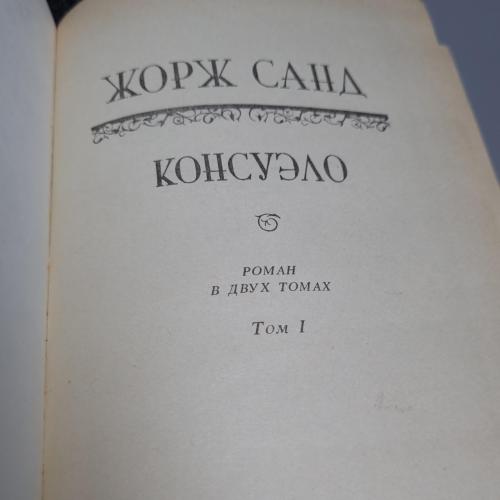 ЖОРЖ САНД
КОНСУЭЛО
РОМАН
В ДВУХ ТОМАХ
Том I